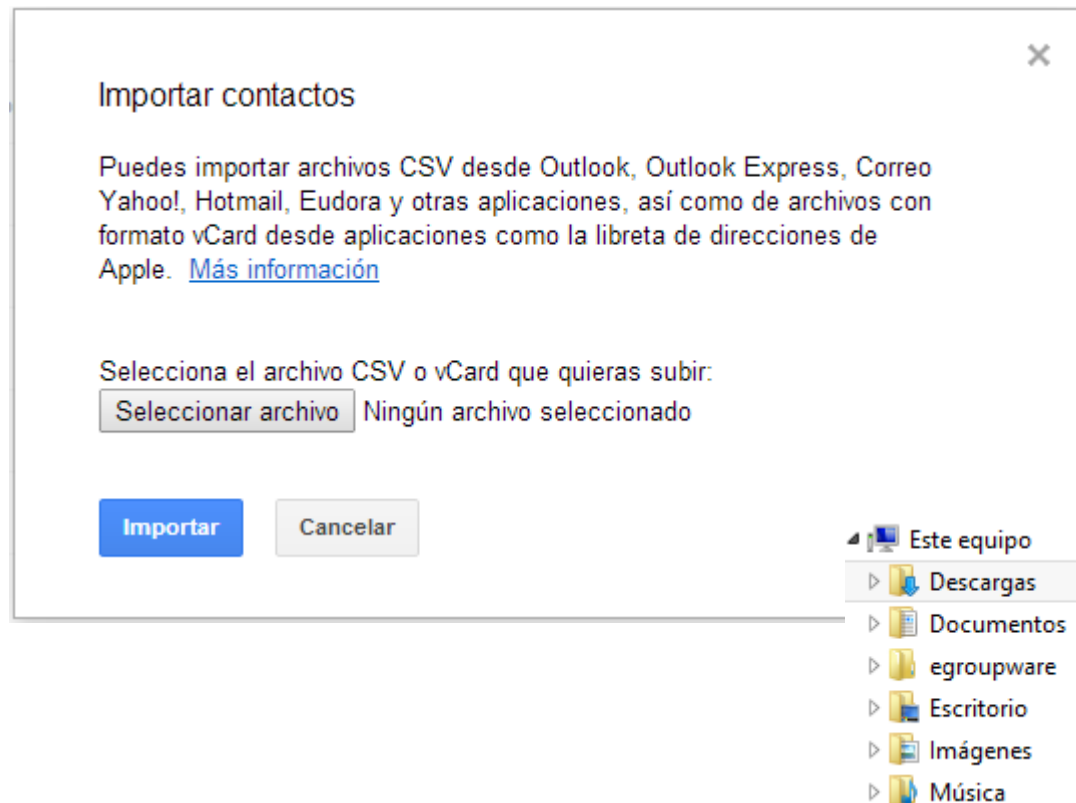 Importar contactos
Puedes importar archivos CSV desde Outlook, Outlook Express, Correo
Yahoo!, Hotmail, Eudora y otras aplicaciones, así como de archivos con
formato vCard desde aplicaciones como la libreta de direcciones de
Apple. Más información
Selecciona el archivo CSV o vCard que quieras subir:
Seleccionar archivo Ningún archivo seleccionado
Importar Cancelar
Este equipo
Descargas
Documentos
egroupware
Escritorio
Imágenes
Música